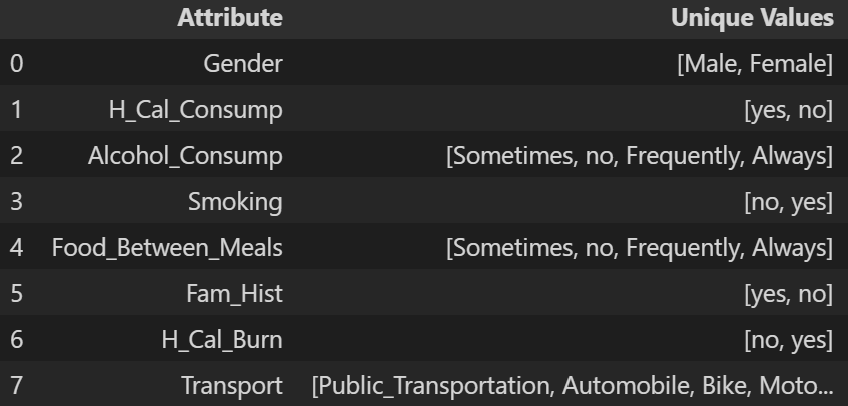 Attribute Unique Values
0 Gender [Male, Female]
1 H_Cal_Consump [yes, no]
2 Alcohol_Consump [Sometimes, no, Frequently, Always]
3 Smoking [no, yes]
4 Food_Between_Meals [Sometimes, no, Frequently, Always]
5 Fam_Hist [yes, no]
6 H_Cal_Burn [no, yes]
7 Transport [Public_Transportation, Automobile, Bike, Moto...